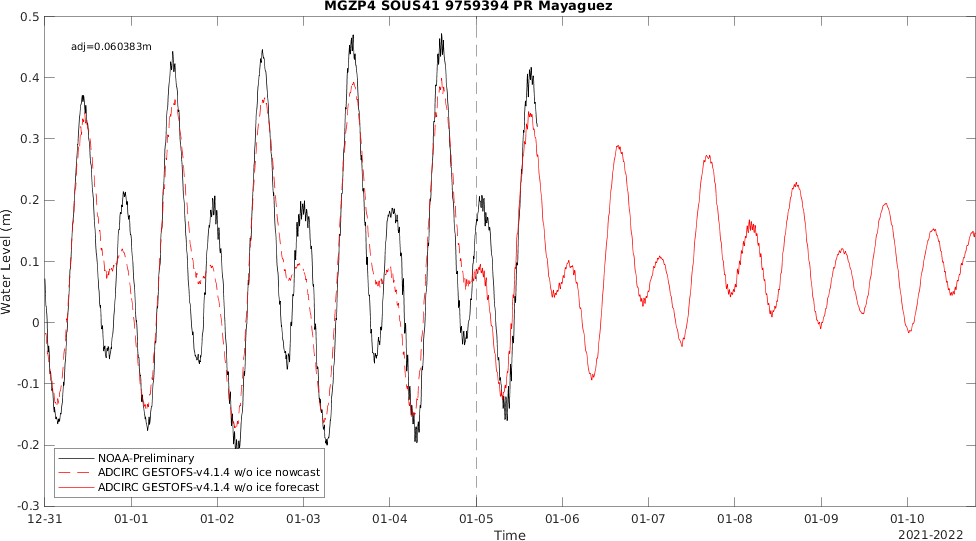 MGZP4 SOUS41 9759394 PR Mayaguez
adj=0.060383m
Water Level (m)
0.5
0.4
0.3
0.2
0.1
0
-0.1
-0.2
-0.3
NOAA-Preliminary
ADCIRC GESTOFS-v4.1.4 w/o ice nowcast
ADCIRC GESTOFS-v4.1.4 w/o ice forecast
12-31 01-01 01-02 01-03 01-04 01-05 01-06 01-07 01-08 01-09 01-10
Time
2021-2022